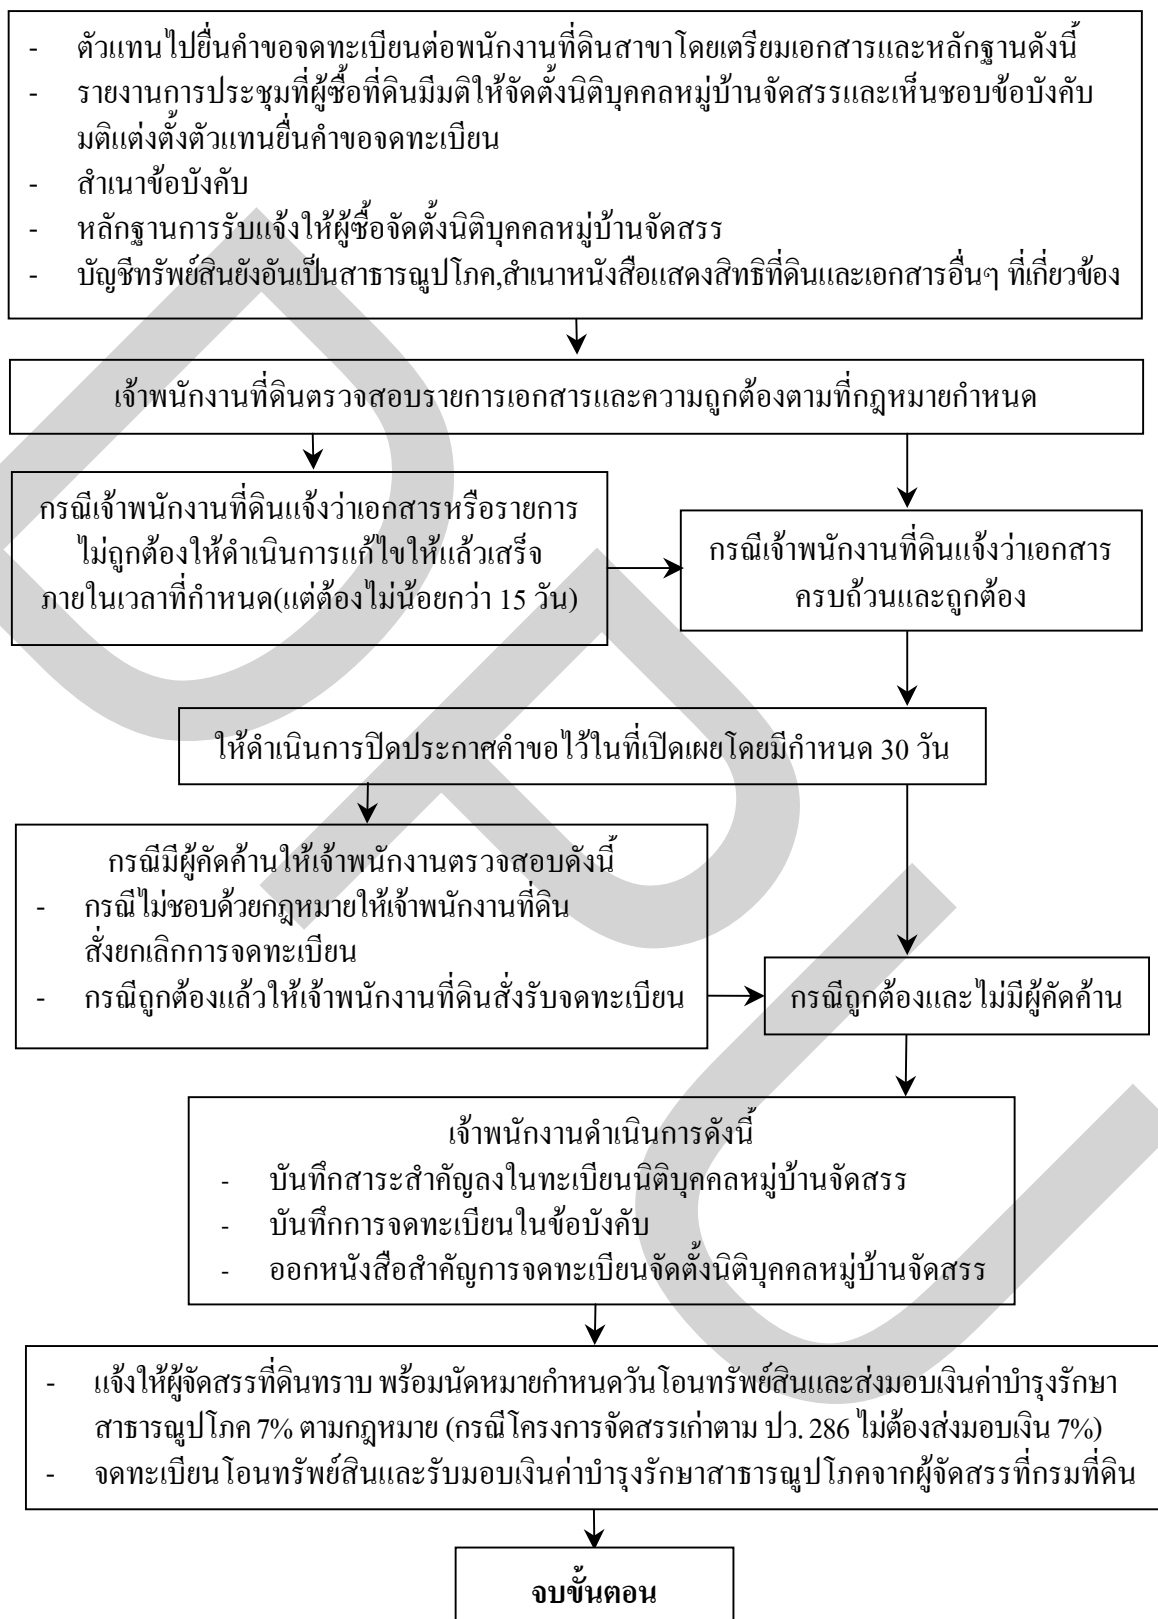 - ตัวแทนไปยื่นคำขอจดทะเบียนต่อพนักงานที่ดินสาขาโดยเตรียมเอกสารและหลักฐานดังนี้
- รายงานการประชุมที่ผู้ซื้อที่ดินมีมติให้จัดตั้งนิติบุคคลหมู่บ้านจัดสรรและเห็นชอบข้อบังคับ
มติแต่งตั้งตัวแทนยื่นคำขอจดทะเบียน
- สำเนาข้อบังคับ
- หลักฐานการรับแจ้งให้ผู้ซื้อจัดตั้งนิติบุคคลหมู่บ้านจัดสรร
- บัญชีทรัพย์สินยังอันเป็นสาธารณูปโภค,สำเนาหนังสือแสดงสิทธิที่ดินและเอกสารอื่นๆ ที่เกี่ยวข้อง
เจ้าพนักงานที่ดินตรวจสอบรายการเอกสารและความถูกต้องตามที่กฎหมายกำหนด
กรณีเจ้าพนักงานที่ดินแจ้งว่าเอกสารหรือรายการ
ไม่ถูกต้องให้ดำเนินการแก้ไขให้แล้วเสร็จ
ภายในเวลาที่กำหนด(แต่ต้องไม่น้อยกว่า 15 วัน)
กรณีเจ้าพนักงานที่ดินแจ้งว่าเอกสาร
ครบถ้วนและถูกต้อง
ให้ดำเนินการปิดประกาศคำขอไว้ในที่เปิดเผยโดยมีกำหนด 30 วัน
กรณีมีผู้คัดค้านให้เจ้าพนักงานตรวจสอบดังนี้
- กรณีไม่ชอบด้วยกฎหมายให้เจ้าพนักงานที่ดิน
สั่งยกเลิกการจดทะเบียน
- กรณีถูกต้องแล้วให้เจ้าพนักงานที่ดินสั่งรับจดทะเบียน
กรณีถูกต้องและไม่มีผู้คัดค้าน
เจ้าพนักงานดำเนินการดังนี้
- บันทึกสาระสำคัญลงในทะเบียนนิติบุคคลหมู่บ้านจัดสรร
- บันทึกการจดทะเบียนในข้อบังคับ
- ออกหนังสือสำคัญการจดทะเบียนจัดตั้งนิติบุคคลหมู่บ้านจัดสรร
- แจ้งให้ผู้จัดสรรที่ดินทราบ พร้อมนัดหมายกำหนดวันโอนทรัพย์สินและส่งมอบเงินค่าบำรุงรักษา
สาธารณูปโภค 7% ตามกฎหมาย (กรณีโครงการจัดสรรเก่าตาม ปว. 286 ไม่ต้องส่งมอบเงิน 7%)
- จดทะเบียนโอนทรัพย์สินและรับมอบเงินค่าบำรุงรักษาสาธารณูปโภคจากผู้จัดสรรที่กรมที่ดิน
จบขั้นตอน
DPU